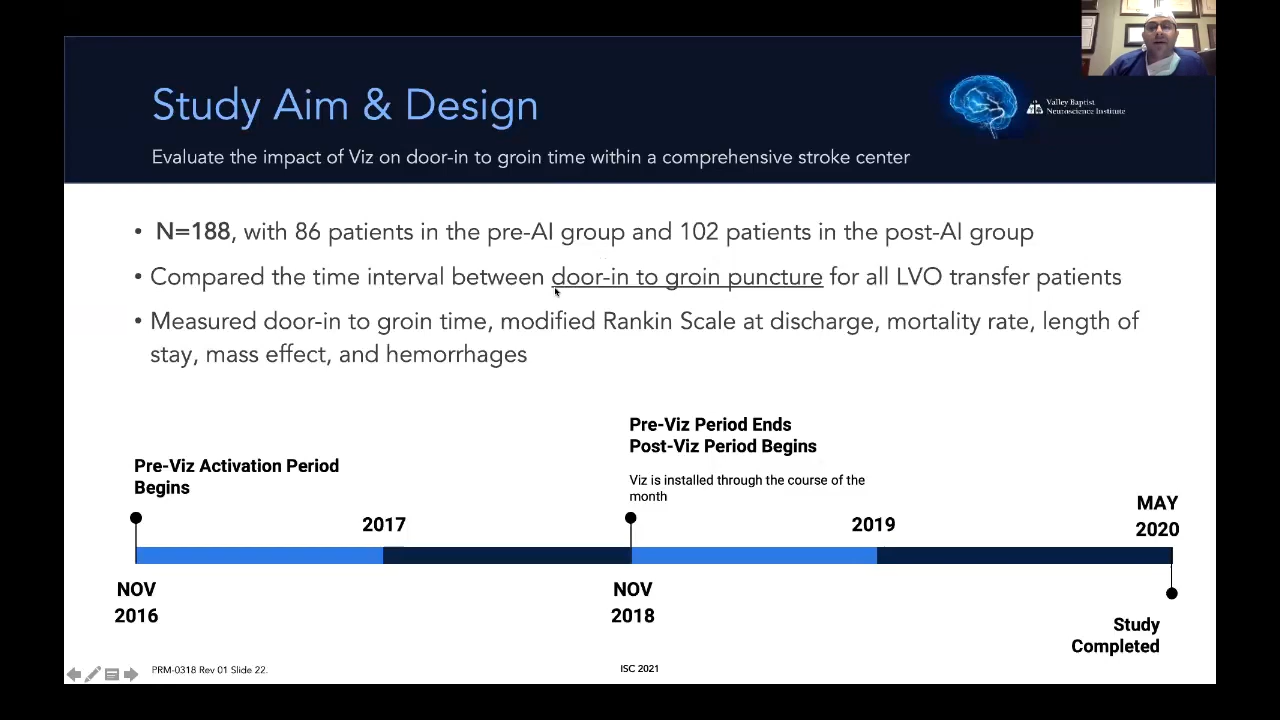 Study Aim & Design
Valley Baptist
Neuroscience Institute
Evaluate the impact of Viz on door-in to groin time within a comprehensive stroke center
• N=188, with 86 patients in the pre-AI group and 102 patients in the post-AI group
• Compared the time interval between door-in to groin puncture for all LVO transfer patients
• Measured door-in to groin time, modified Rankin Scale at discharge, mortality rate, length of
stay, mass effect, and hemorrhages
Pre-Viz Activation Period
Begins
Pre-Viz Period Ends
Post-Viz Period Begins
Viz is installed through the course of the
month
2017
2019
MAY
2020
NOV
2016
NOV
2018
Study
Completed
PRM-0318 Rev 01 Slide 22.
ISC 2021